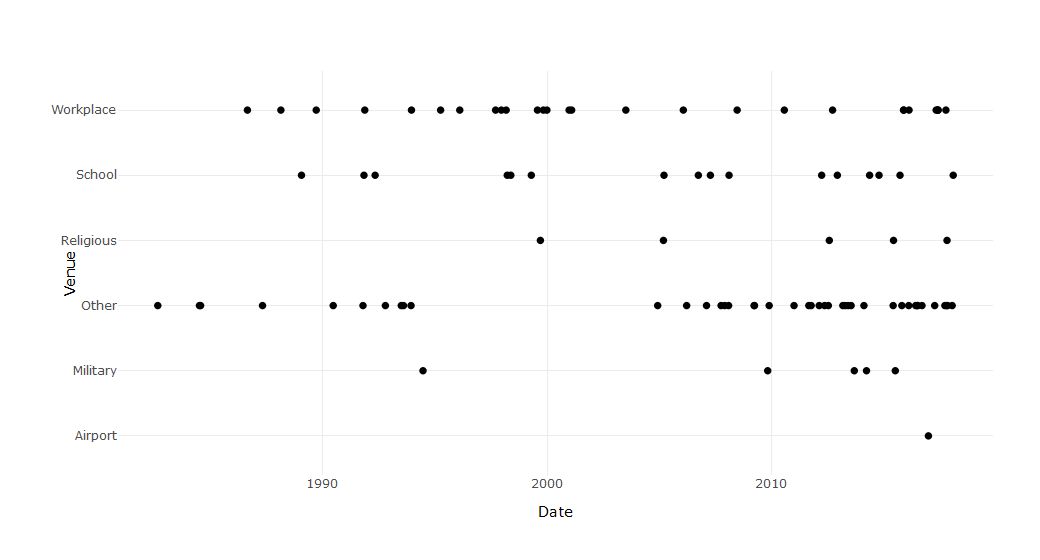 Workplace
School
Religious
Venue
Other
Military
Airport
1990 2000 2010
Date